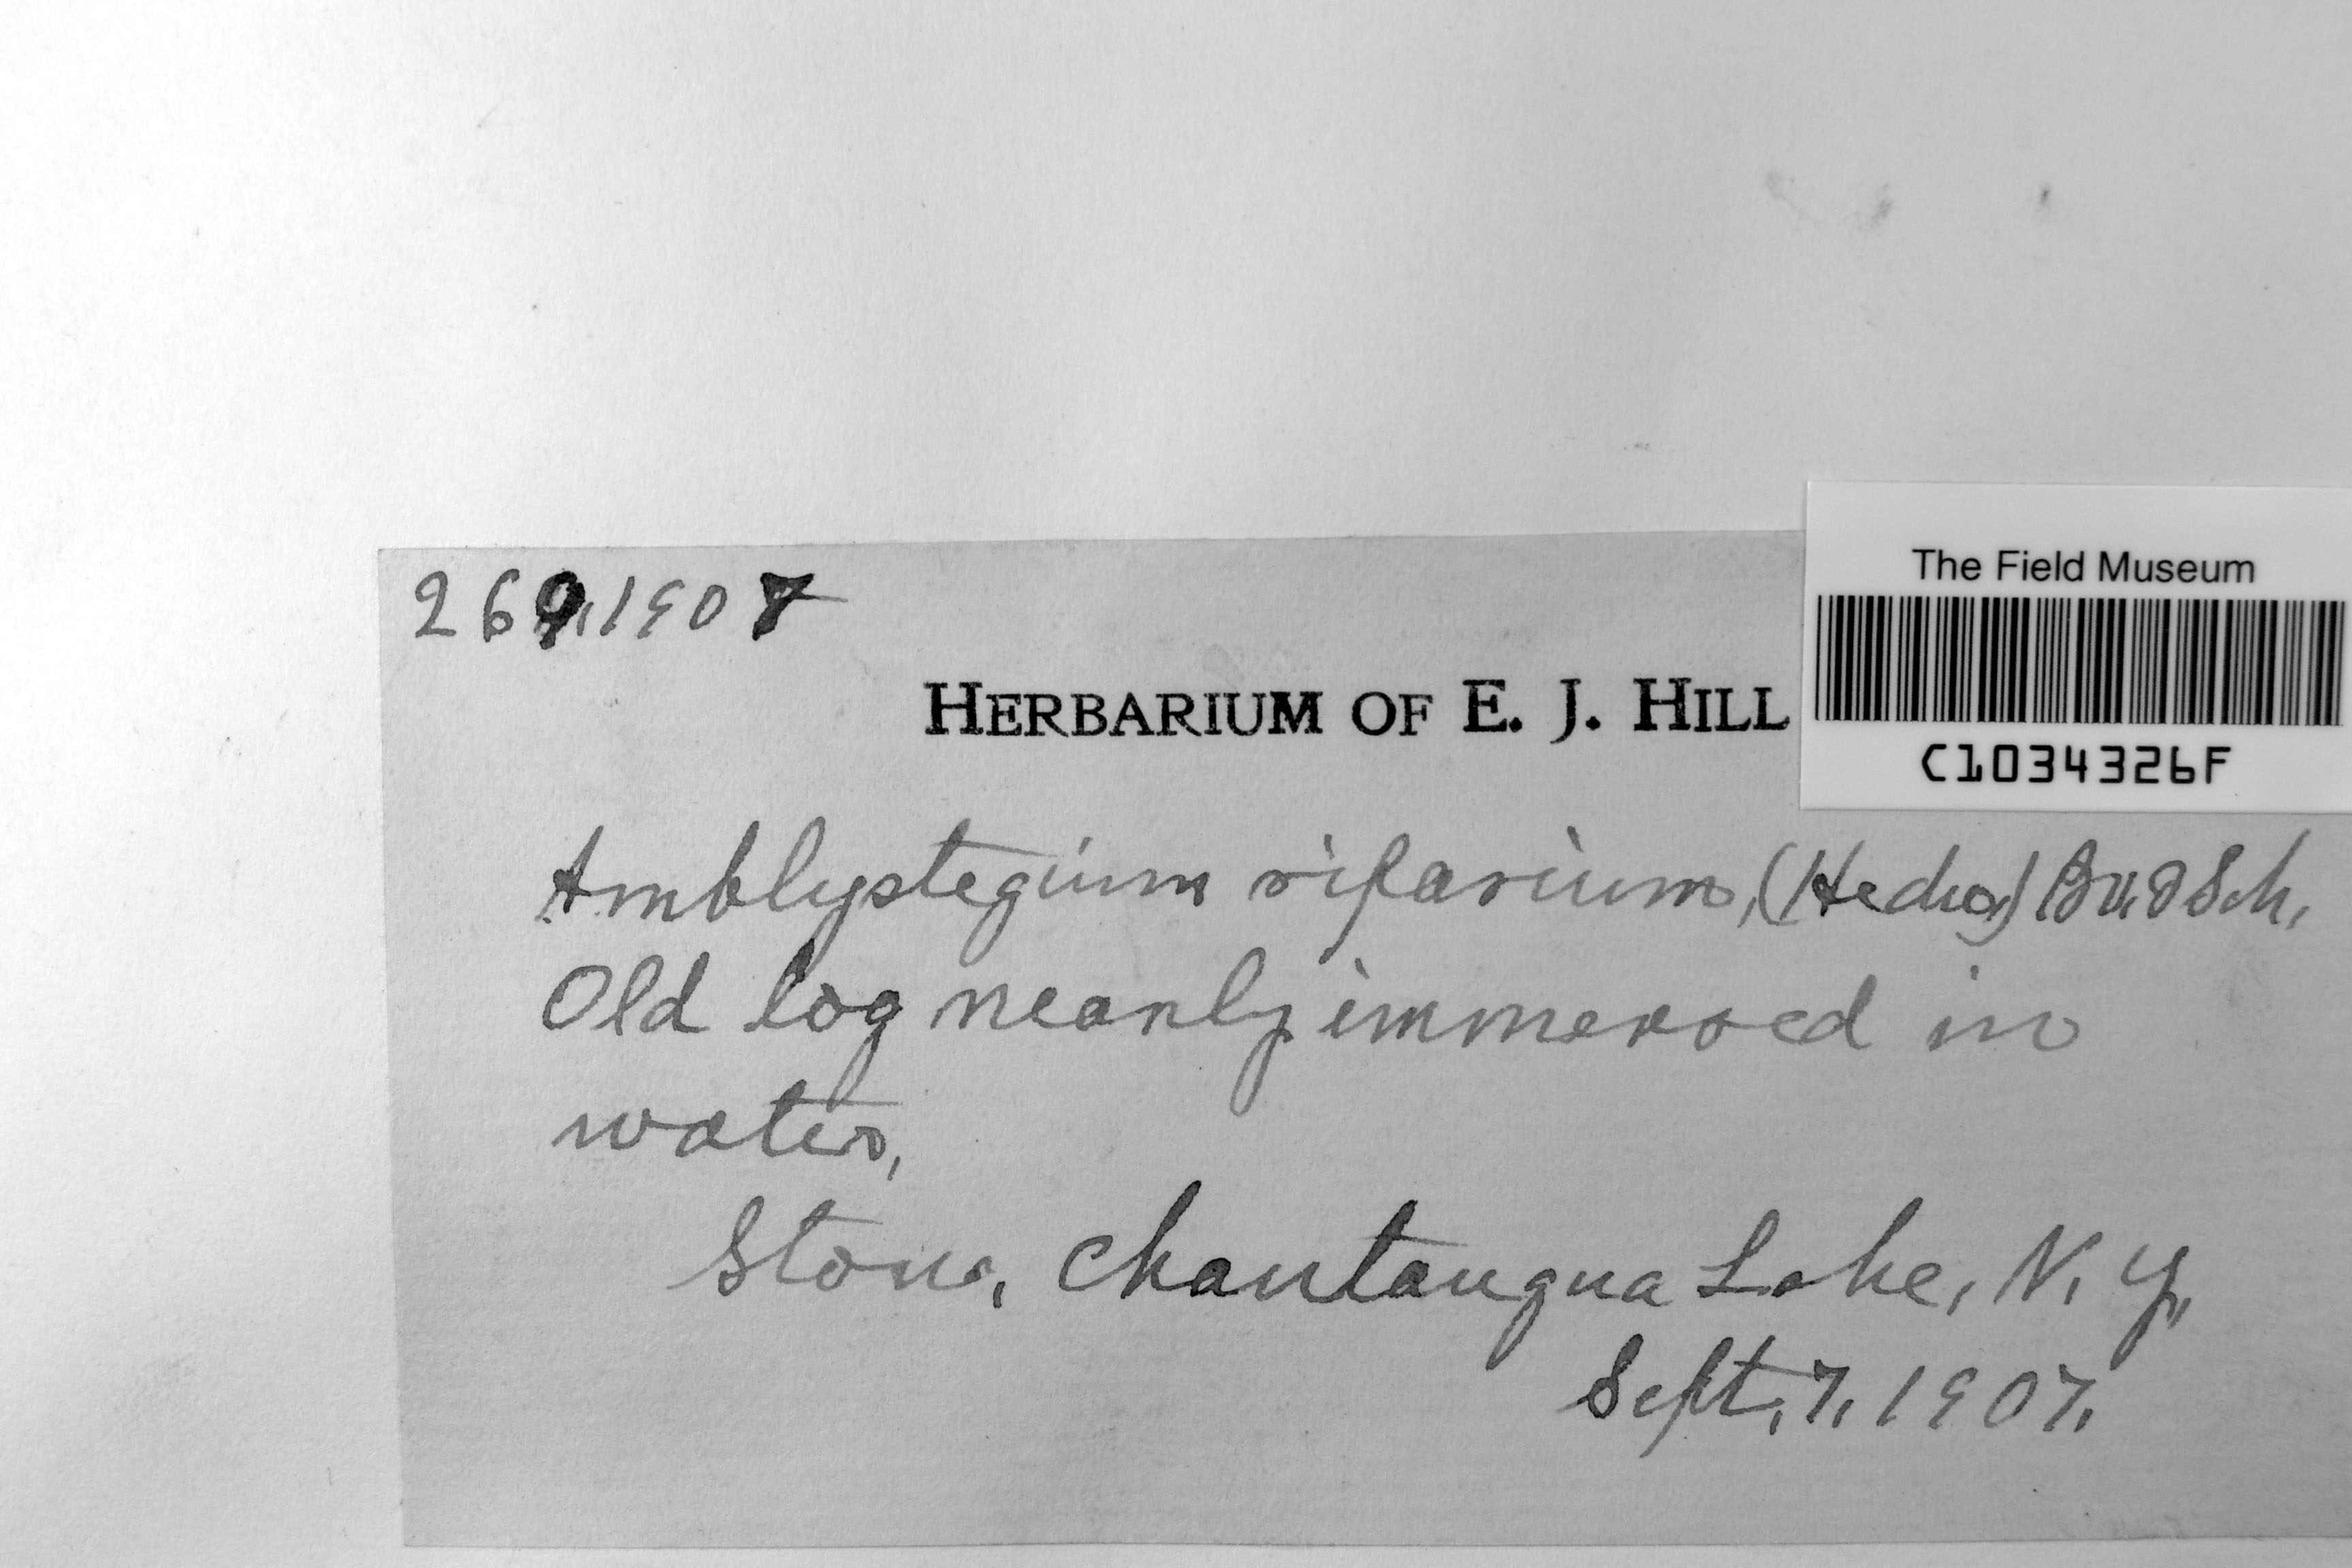 269, 1907
The Field Museum
HERBARIUM OF E. J. HILL
C1034326F
Amblystegium riparium, (Hedw.) Br. & Sch.
Old log nearly immersed in
water,
Stow, Chautauqua Lake, N. Y.
Sept. 7, 1907.